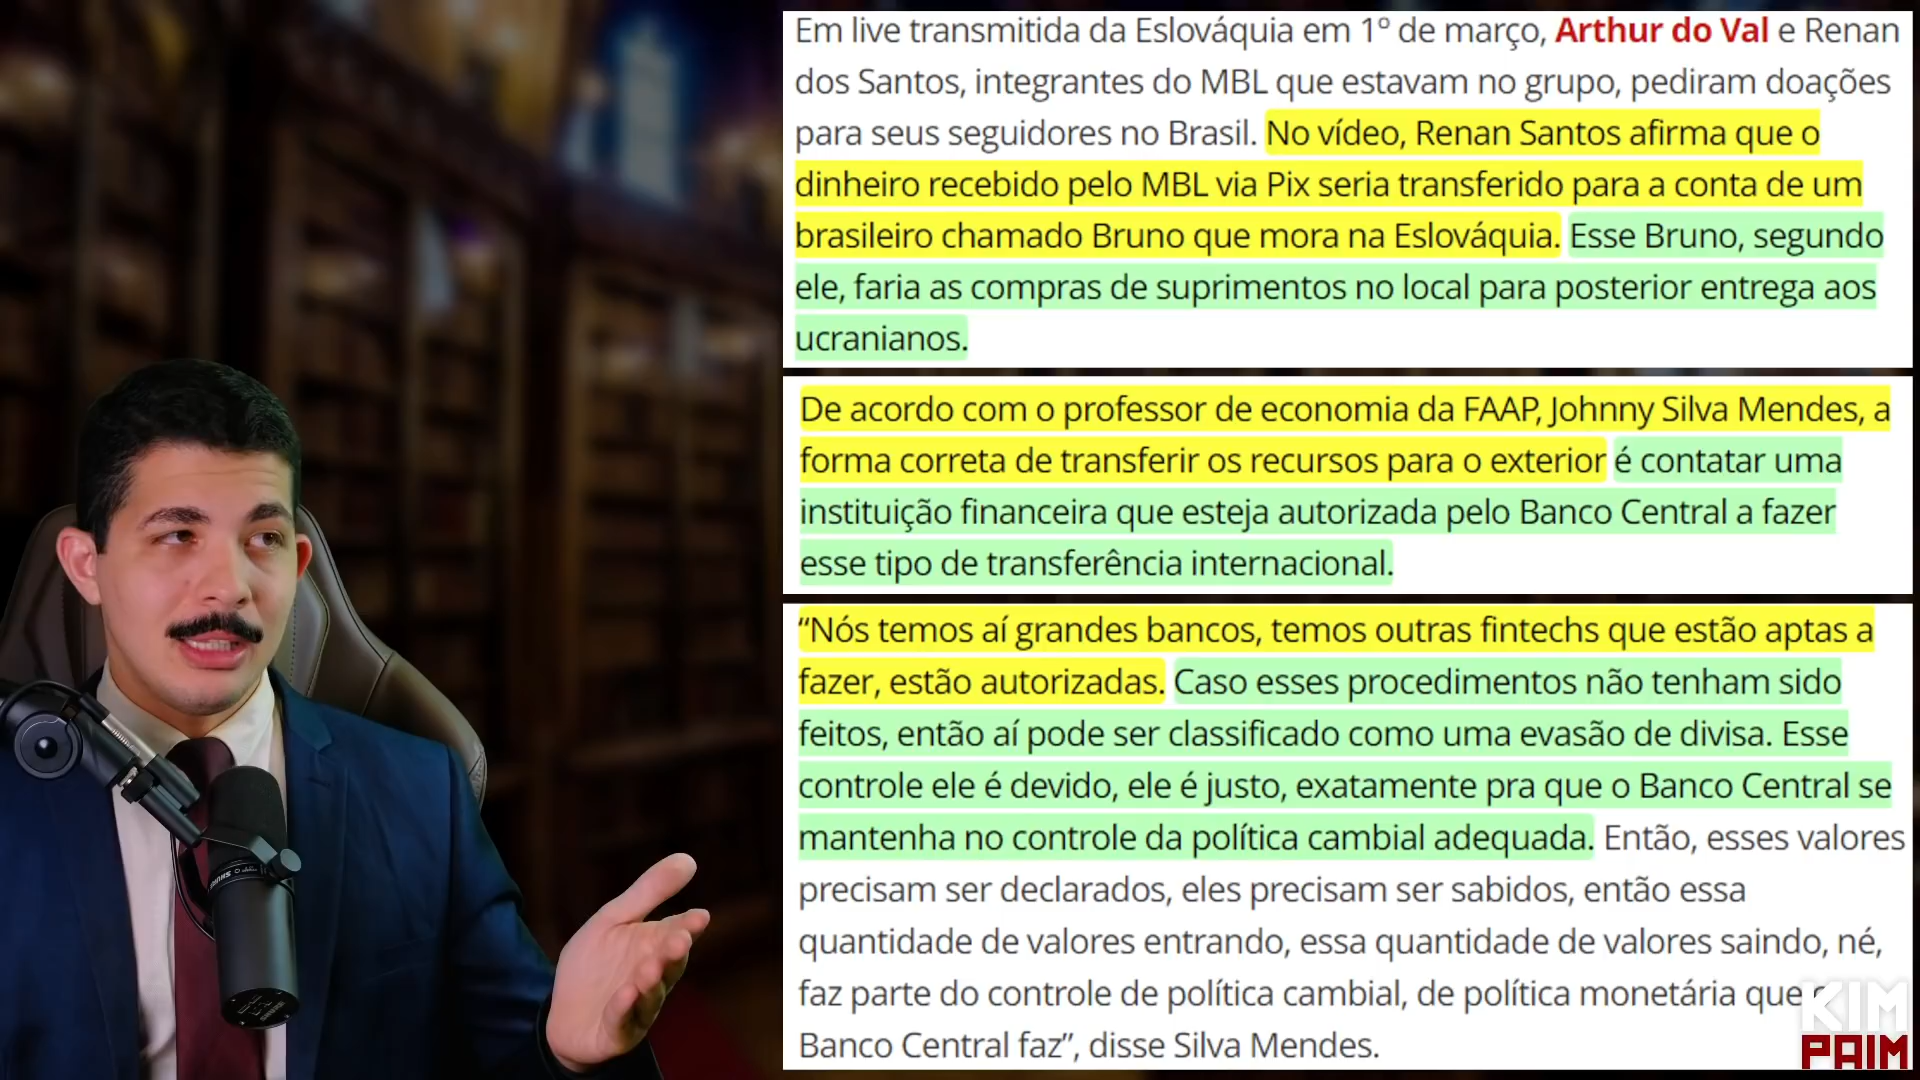 Em live transmitida da Eslováquia em 1º de março, Arthur do Val e Renan
dos Santos, integrantes do MBL que estavam no grupo, pediram doações
para seus seguidores no Brasil. No vídeo, Renan Santos afirma que o
dinheiro recebido pelo MBL via Pix seria transferido para a conta de um
brasileiro chamado Bruno que mora na Eslováquia. Esse Bruno, segundo
ele, faria as compras de suprimentos no local para posterior entrega aos
ucranianos.
De acordo com o professor de economia da FAAP, Johnny Silva Mendes, a
forma correta de transferir os recursos para o exterior é contatar uma
instituição financeira que esteja autorizada pelo Banco Central a fazer
esse tipo de transferência internacional.
“Nós temos aí grandes bancos, temos outras fintechs que estão aptas a
fazer, estão autorizadas. Caso esses procedimentos não tenham sido
feitos, então aí pode ser classificado como uma evasão de divisa. Esse
controle ele é devido, ele é justo, exatamente pra que o Banco Central se
mantenha no controle da política cambial adequada. Então, esses valores
precisam ser declarados, eles precisam ser sabidos, então essa
quantidade de valores entrando, essa quantidade de valores saindo, né,
faz parte do controle de política cambial, de política monetária que
Banco Central faz”, disse Silva Mendes.
KIM
PAIM